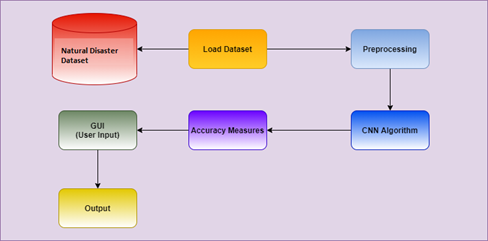 Natural Disaster
Dataset
Load Dataset
Preprocessing
GUI
(User Input)
Accuracy Measures
CNN Algorithm
Output